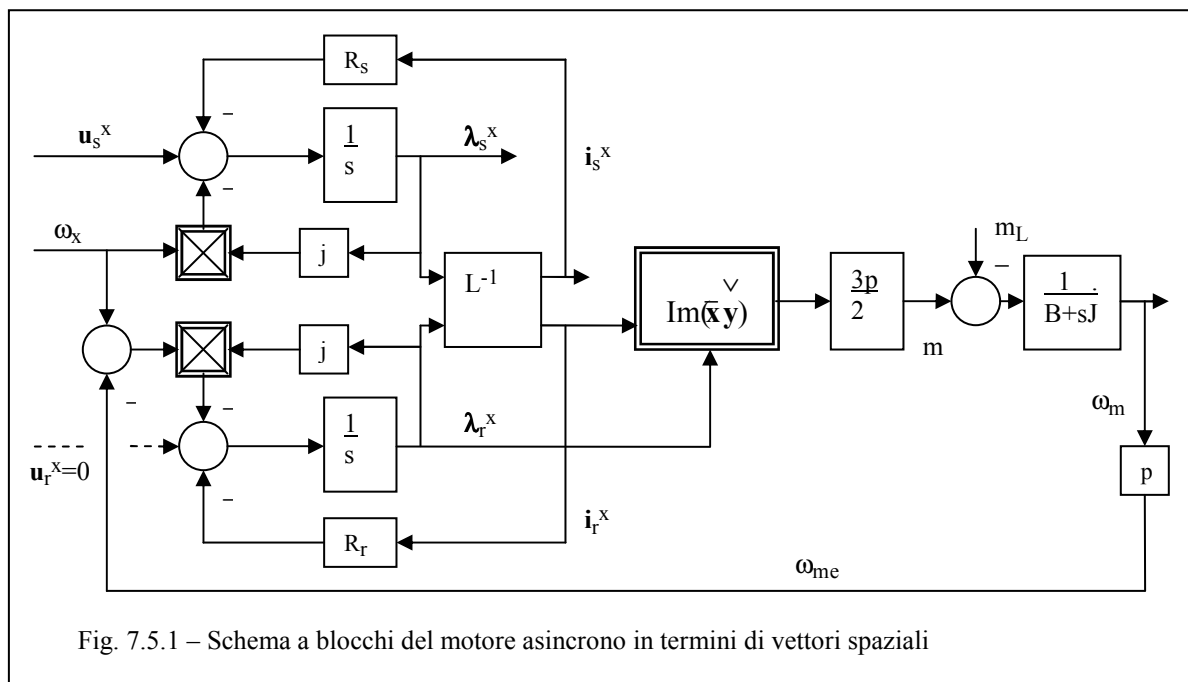 R_s
–
u_s^x
1
s
λ_s^x
i_s^x
–
ω_x
j
L^-1
m_L
–
Im(x̄y̌)
3p
2
1
B+sJ̇
j
m
–
–
1
s
λ_r^x
ω_m
u_r^x=0
p
–
R_r
i_r^x
ω_me
Fig. 7.5.1 – Schema a blocchi del motore asincrono in termini di vettori spaziali